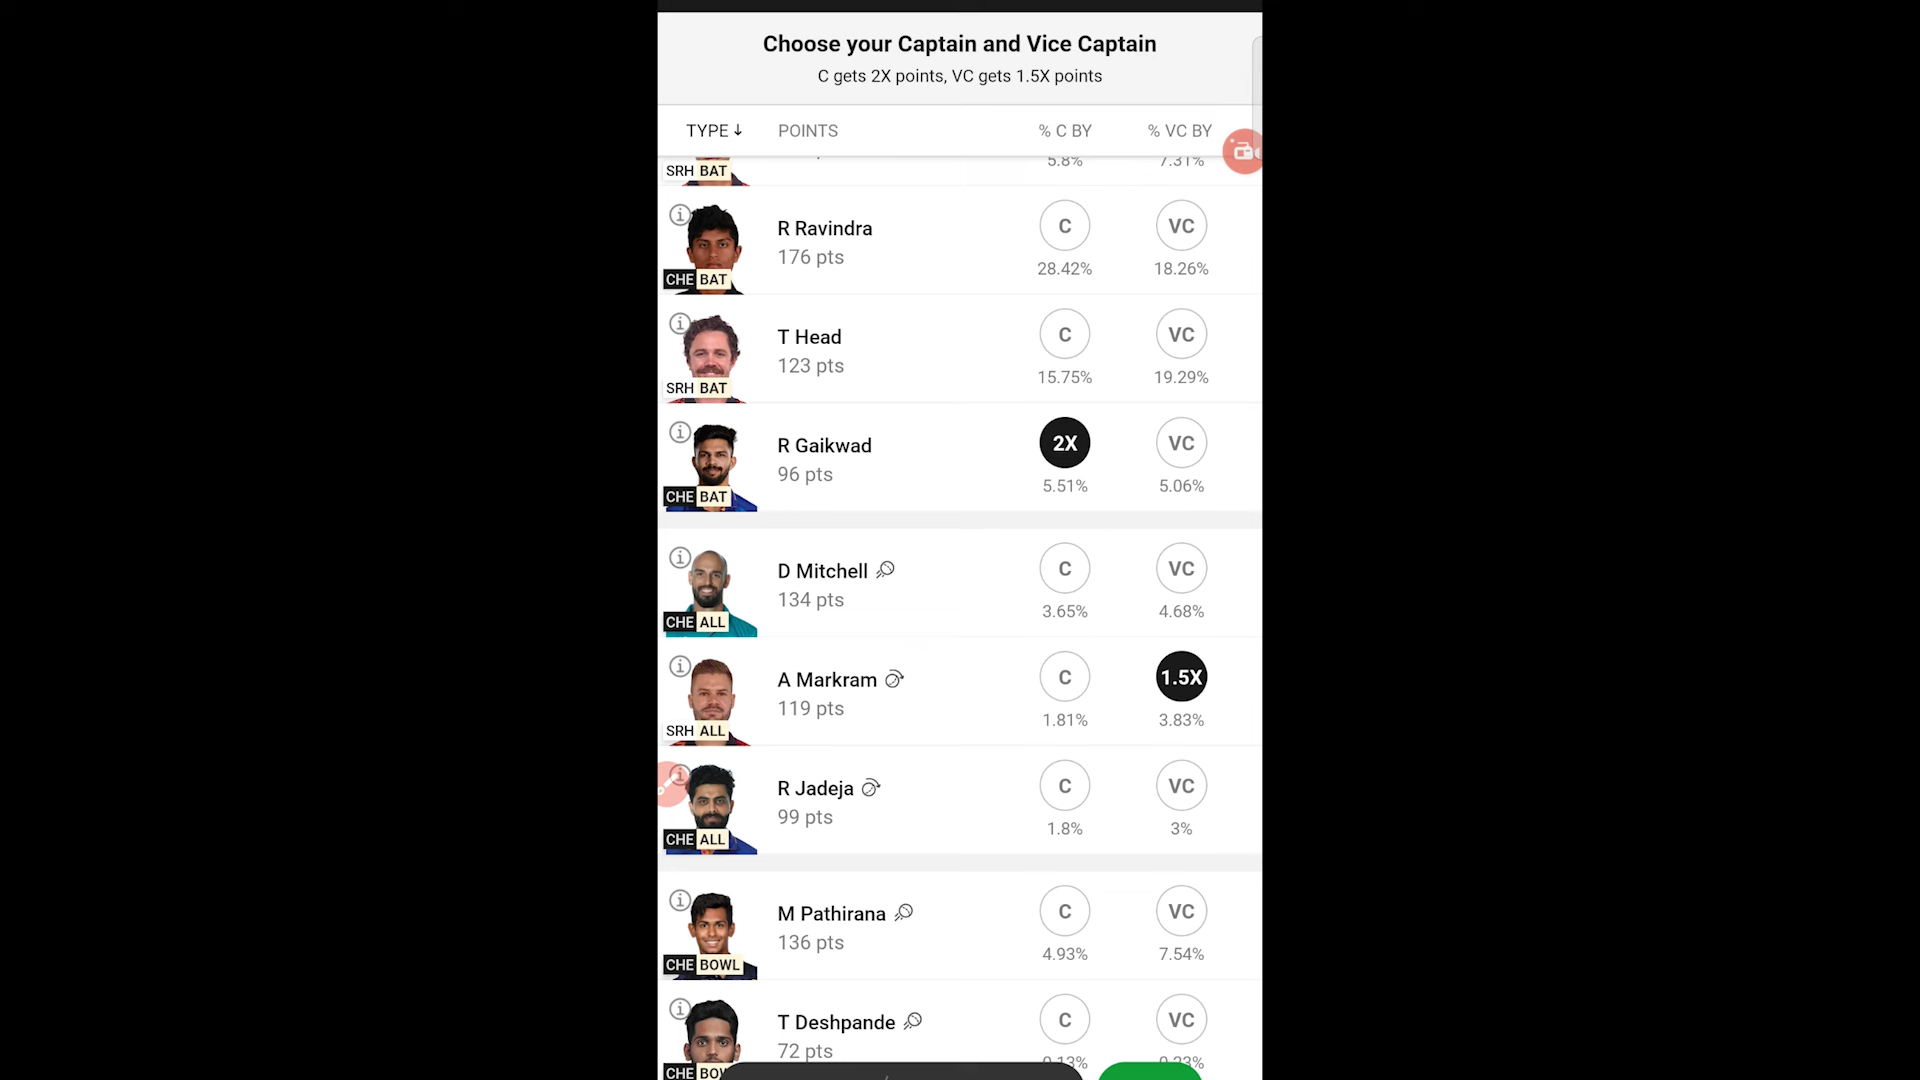 Choose your Captain and Vice Captain
C gets 2X points, VC gets 1.5X points
TYPE↓ POINTS % C BY % VC BY
SRH BAT 5.8% 7.31%
R Ravindra C VC
176 pts
CHE BAT 28.42% 18.26%
T Head C VC
123 pts
SRH BAT 15.75% 19.29%
R Gaikwad 2X VC
96 pts
CHE BAT 5.51% 5.06%
D Mitchell C VC
134 pts
CHE ALL 3.65% 4.68%
A Markram C 1.5X
119 pts
SRH ALL 1.81% 3.83%
R Jadeja C VC
99 pts
CHE ALL 1.8% 3%
M Pathirana C VC
136 pts
CHE BOWL 4.93% 7.54%
T Deshpande C VC
72 pts
CHE 0.13%